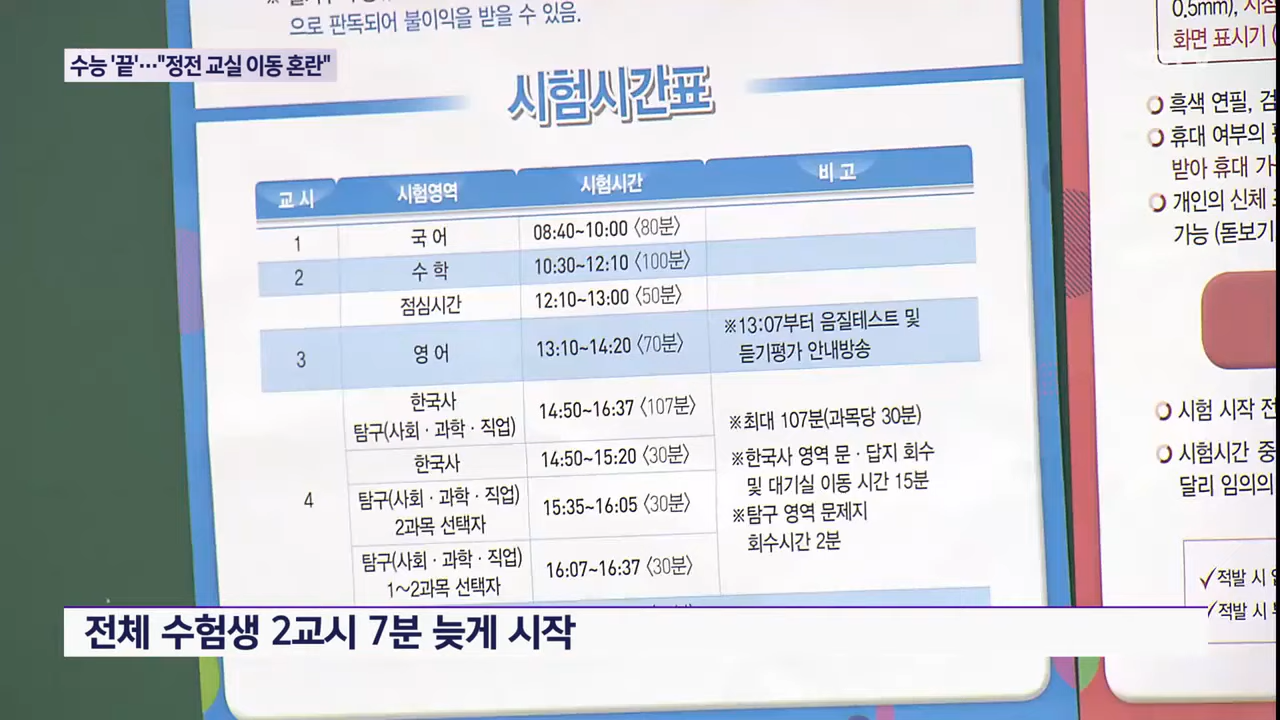 으로 판독되어 불이익을 받을 수 있음.
수능 '끝'…"정전 교실 이동 혼란"
시험시간표
교 시 시험영역 시험시간 비 고
1 국 어 08:40~10:00 〈80분〉
2 수 학 10:30~12:10 〈100분〉
점심시간 12:10~13:00 〈50분〉
3 영 어 13:10~14:20 〈70분〉 ※13:07부터 음질테스트 및
듣기평가 안내방송
4
한국사
탐구(사회·과학·직업)
14:50~16:37 〈107분〉
한국사 14:50~15:20 〈30분〉
탐구(사회·과학·직업)
2과목 선택자
15:35~16:05 〈30분〉
탐구(사회·과학·직업)
1~2과목 선택자
16:07~16:37 〈30분〉
※최대 107분(과목당 30분)
※한국사 영역 문·답지 회수
및 대기실 이동 시간 15분
※탐구 영역 문제지
회수시간 2분
0.5mm),
화면 표시기
흑색 연필,
휴대 여부의
받아 휴대
개인의 신체
가능 (돋보기
시험 시작
시험시간 중
달리 임의의
✓적발 시
✓적발 시
전체 수험생 2교시 7분 늦게 시작